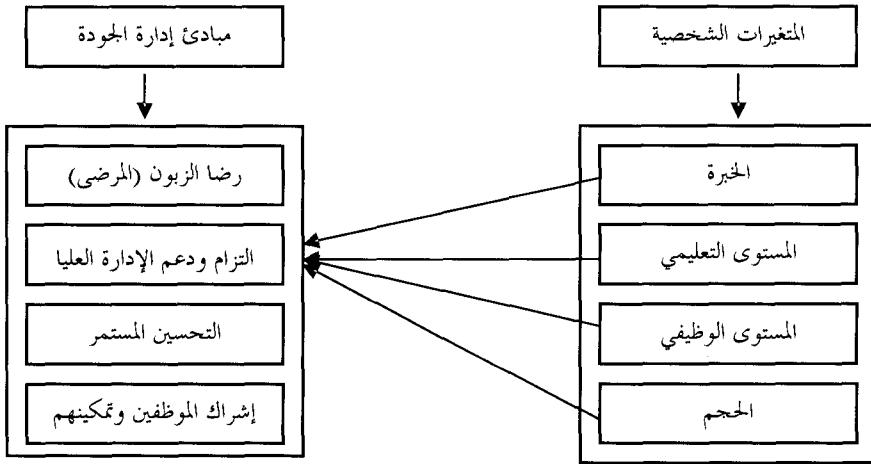 المتغيرات الشخصية
مبادئ إدارة الجودة
الخبرة
المستوى التعليمي
المستوى الوظيفي
الحجم
رضا الزبون (المرضى)
التزام ودعم الإدارة العليا
التحسين المستمر
إشراك الموظفين وتمكينهم